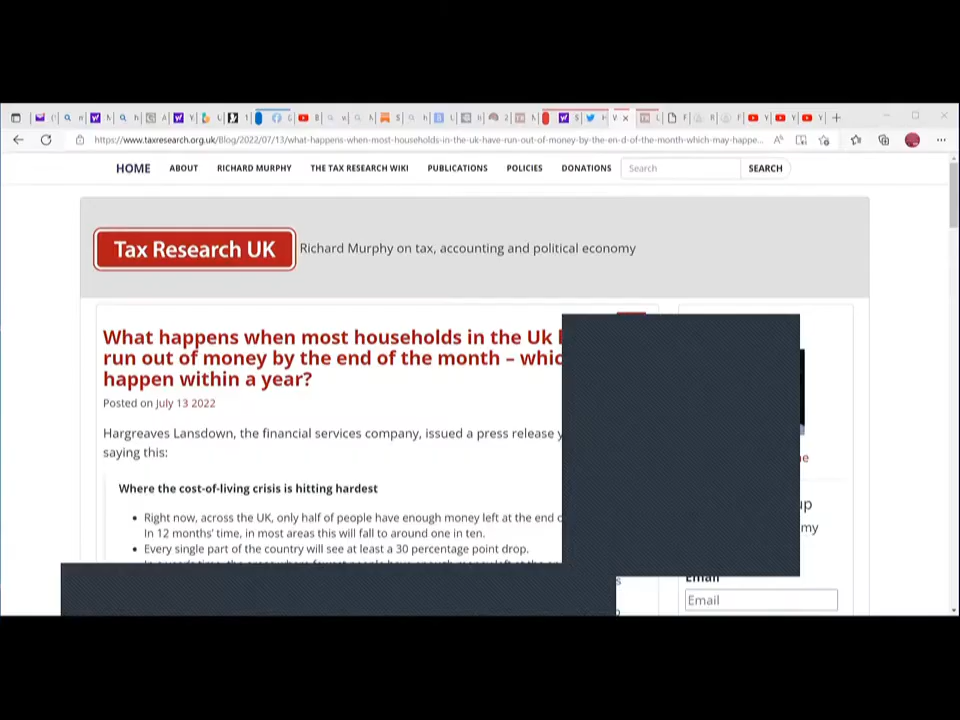 https://www.taxresearch.org.uk/Blog/2022/07/13/what-happens-when-most-households-in-the-uk-have-run-out-of-money-by-the-en-d-of-the-month-which-may-happe...
HOME ABOUT RICHARD MURPHY THE TAX RESEARCH WIKI PUBLICATIONS POLICIES DONATIONS Search SEARCH
Tax Research UK Richard Murphy on tax, accounting and political economy
What happens when most households in the Uk
run out of money by the end of the month –
happen within a year?
Posted on July 13 2022
Hargreaves Lansdown, the financial services company, issued a press release
saying this:
Where the cost-of-living crisis is hitting hardest
Right now, across the UK, only half of people have enough money left at the end
In 12 months' time, in most areas this will fall to around one in ten.
Every single part of the country will see at least a 30 percentage point drop.
Email
Email